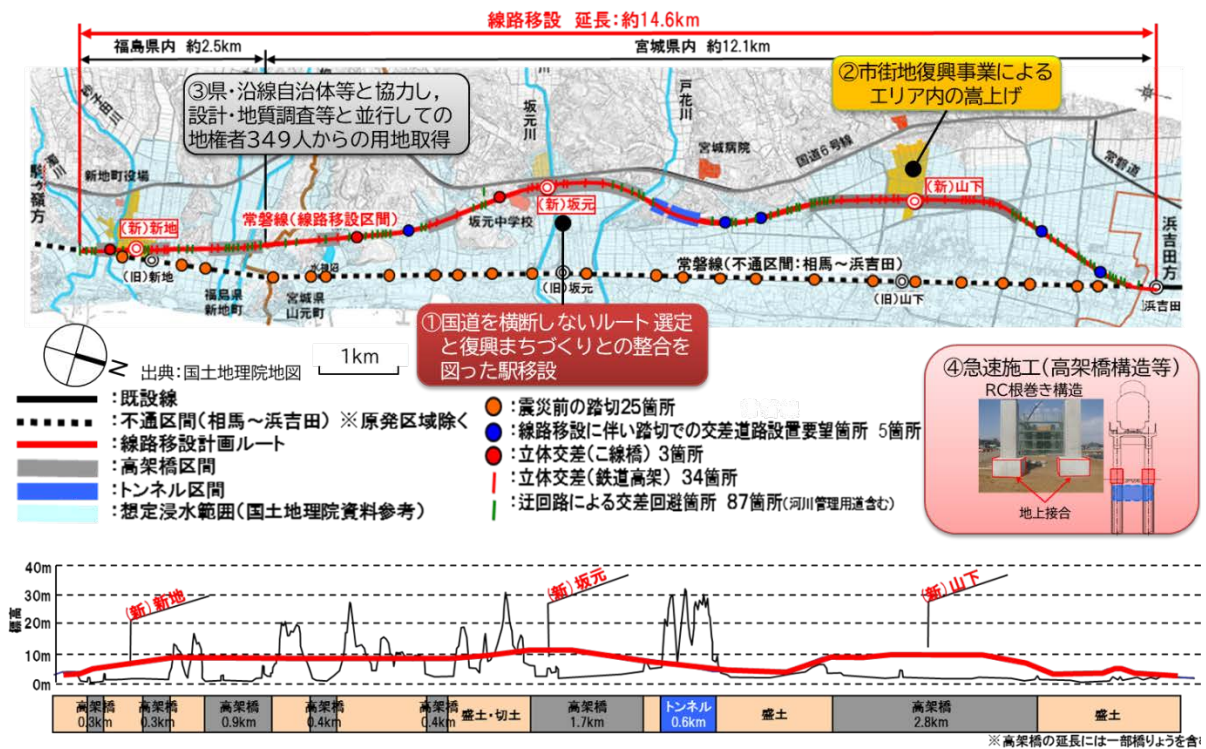 線路移設 延長：約14.6km
福島県内 約2.5km
宮城県内 約12.1km
③県・沿線自治体等と協力し，
設計・地質調査等と並行しての
地権者349人からの用地取得
②市街地復興事業による
エリア内の嵩上げ
坂元川
戸花川
宮城病院
国道6号線
常磐道
新地町役場
駒ヶ嶺方
(新)新地
(旧)新地
常磐線(線路移設区間)
坂元中学校
(新)坂元
(新)山下
浜吉田方
常磐線(不通区間：相馬～浜吉田)
福島県
新地町
宮城県
山元町
水神沼
(旧)坂元
(旧)山下
浜吉田
①国道を横断しないルート選定
と復興まちづくりとの整合を
図った駅移設
N
出典：国土地理院地図
1km
④急速施工(高架橋構造等)
RC根巻き構造
地上接合
：既設線
：不通区間(相馬～浜吉田) ※原発区域除く
：線路移設計画ルート
：高架橋区間
：トンネル区間
：想定浸水範囲(国土地理院資料参考)
：震災前の踏切25箇所
：線路移設に伴い踏切での交差道路設置要望箇所 5箇所
：立体交差(こ線橋) 3箇所
：立体交差(鉄道高架) 34箇所
：迂回路による交差回避箇所 87箇所(河川管理用道含む)
標高
40m
30m
20m
10m
0m
(新)新地
(新)坂元
(新)山下
高架橋
0.3km
高架橋
0.3km
高架橋
0.9km
高架橋
0.4km
高架橋
0.4km
盛土・切土
高架橋
1.7km
トンネル
0.6km
盛土
高架橋
2.8km
盛土
※高架橋の延長には一部橋りょうを含